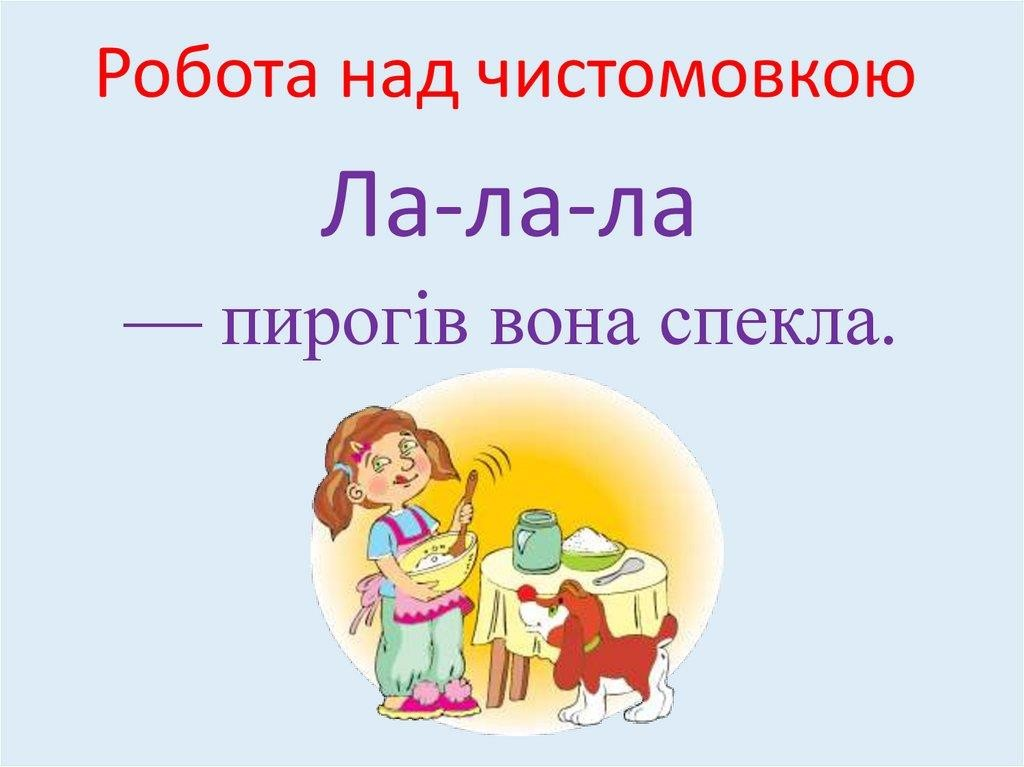 Робота над чистомовкою
Ла-ла-ла
— пирогів вона спекла.